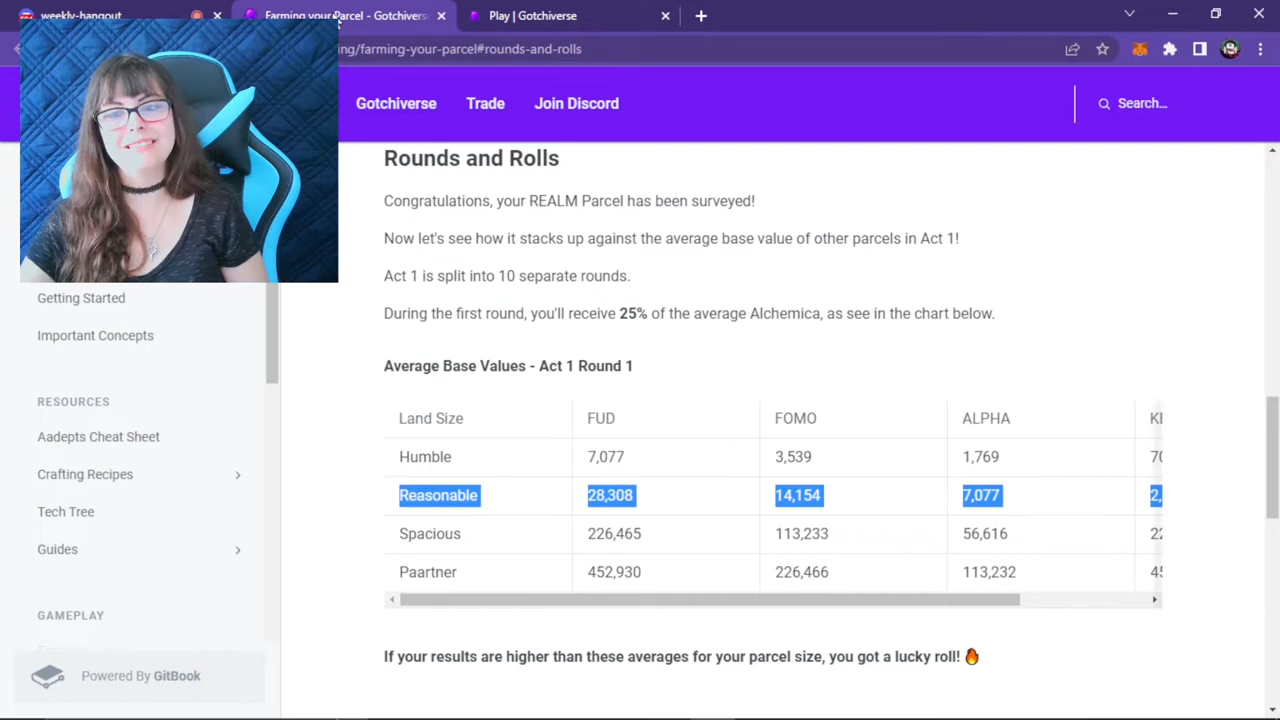 weekly-hangout
Farming your Parcel - Gotchivers
Play | Gotchiverse
ing/farming-your-parcel#rounds-and-rolls
Gotchiverse
Trade
Join Discord
Search...
Getting Started
Important Concepts
RESOURCES
Aadepts Cheat Sheet
Crafting Recipes
Tech Tree
Guides
GAMEPLAY
Powered By GitBook
Rounds and Rolls
Congratulations, your REALM Parcel has been surveyed!
Now let's see how it stacks up against the average base value of other parcels in Act 1!
Act 1 is split into 10 separate rounds.
During the first round, you'll receive 25% of the average Alchemica, as see in the chart below.
Average Base Values - Act 1 Round 1
Land Size FUD FOMO ALPHA
Humble 7,077 3,539 1,769
Reasonable 28,308 14,154 7,077
Spacious 226,465 113,233 56,616
Paartner 452,930 226,466 113,232
If your results are higher than these averages for your parcel size, you got a lucky roll! 🔥